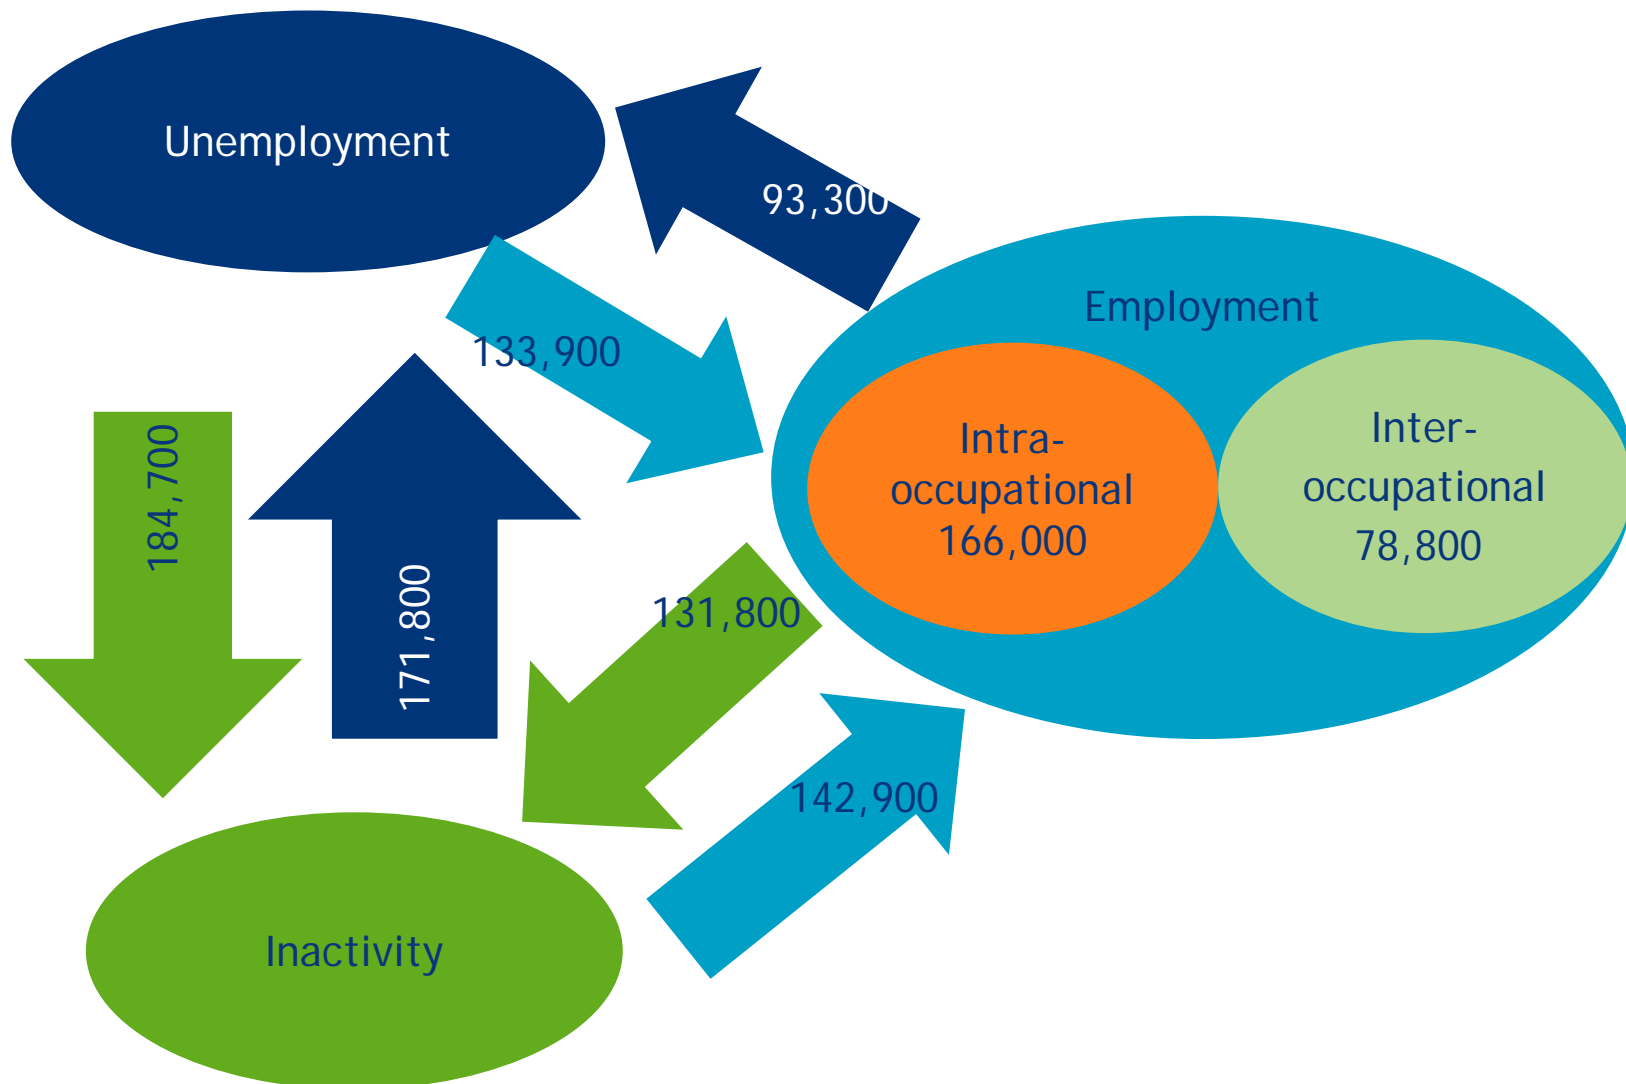 Unemployment
93,300
Employment
133,900
Intra-
occupational
166,000
Inter-
occupational
78,800
184,700
171,800
131,800
142,900
Inactivity